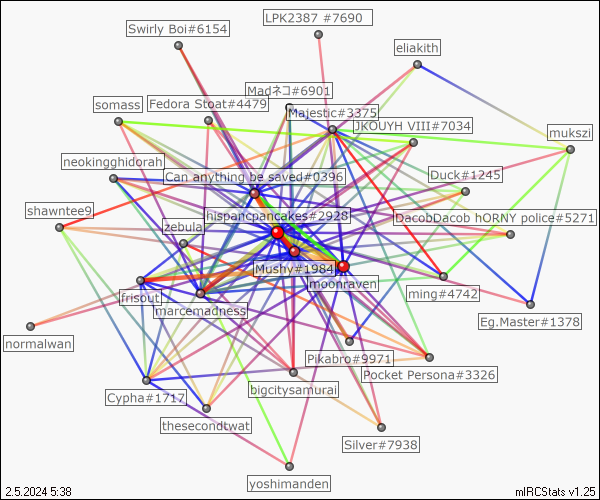 LPK2387 #7690
Swirly Boi#6154
eliakith
Madネコ#6901
somass
Fedora Stoat#4479
Majestic#3375
JKOUYH VIII#7034
mukszi
neokingghidorah
Can anything be saved#0396
Duck#1245
shawntee9
hispancpancakes#2928
DacobDacob hORNY police#5271
zebula
Mushy#1984
moonraven
frisout
marcemadness
ming#4742
Eg.Master#1378
normalwan
Pikabro#9971
Pocket Persona#3326
bigcitysamurai
Cypha#1717
thesecondtwat
Silver#7938
yoshimanden
2.5.2024 5:38
mIRCStats v1.25